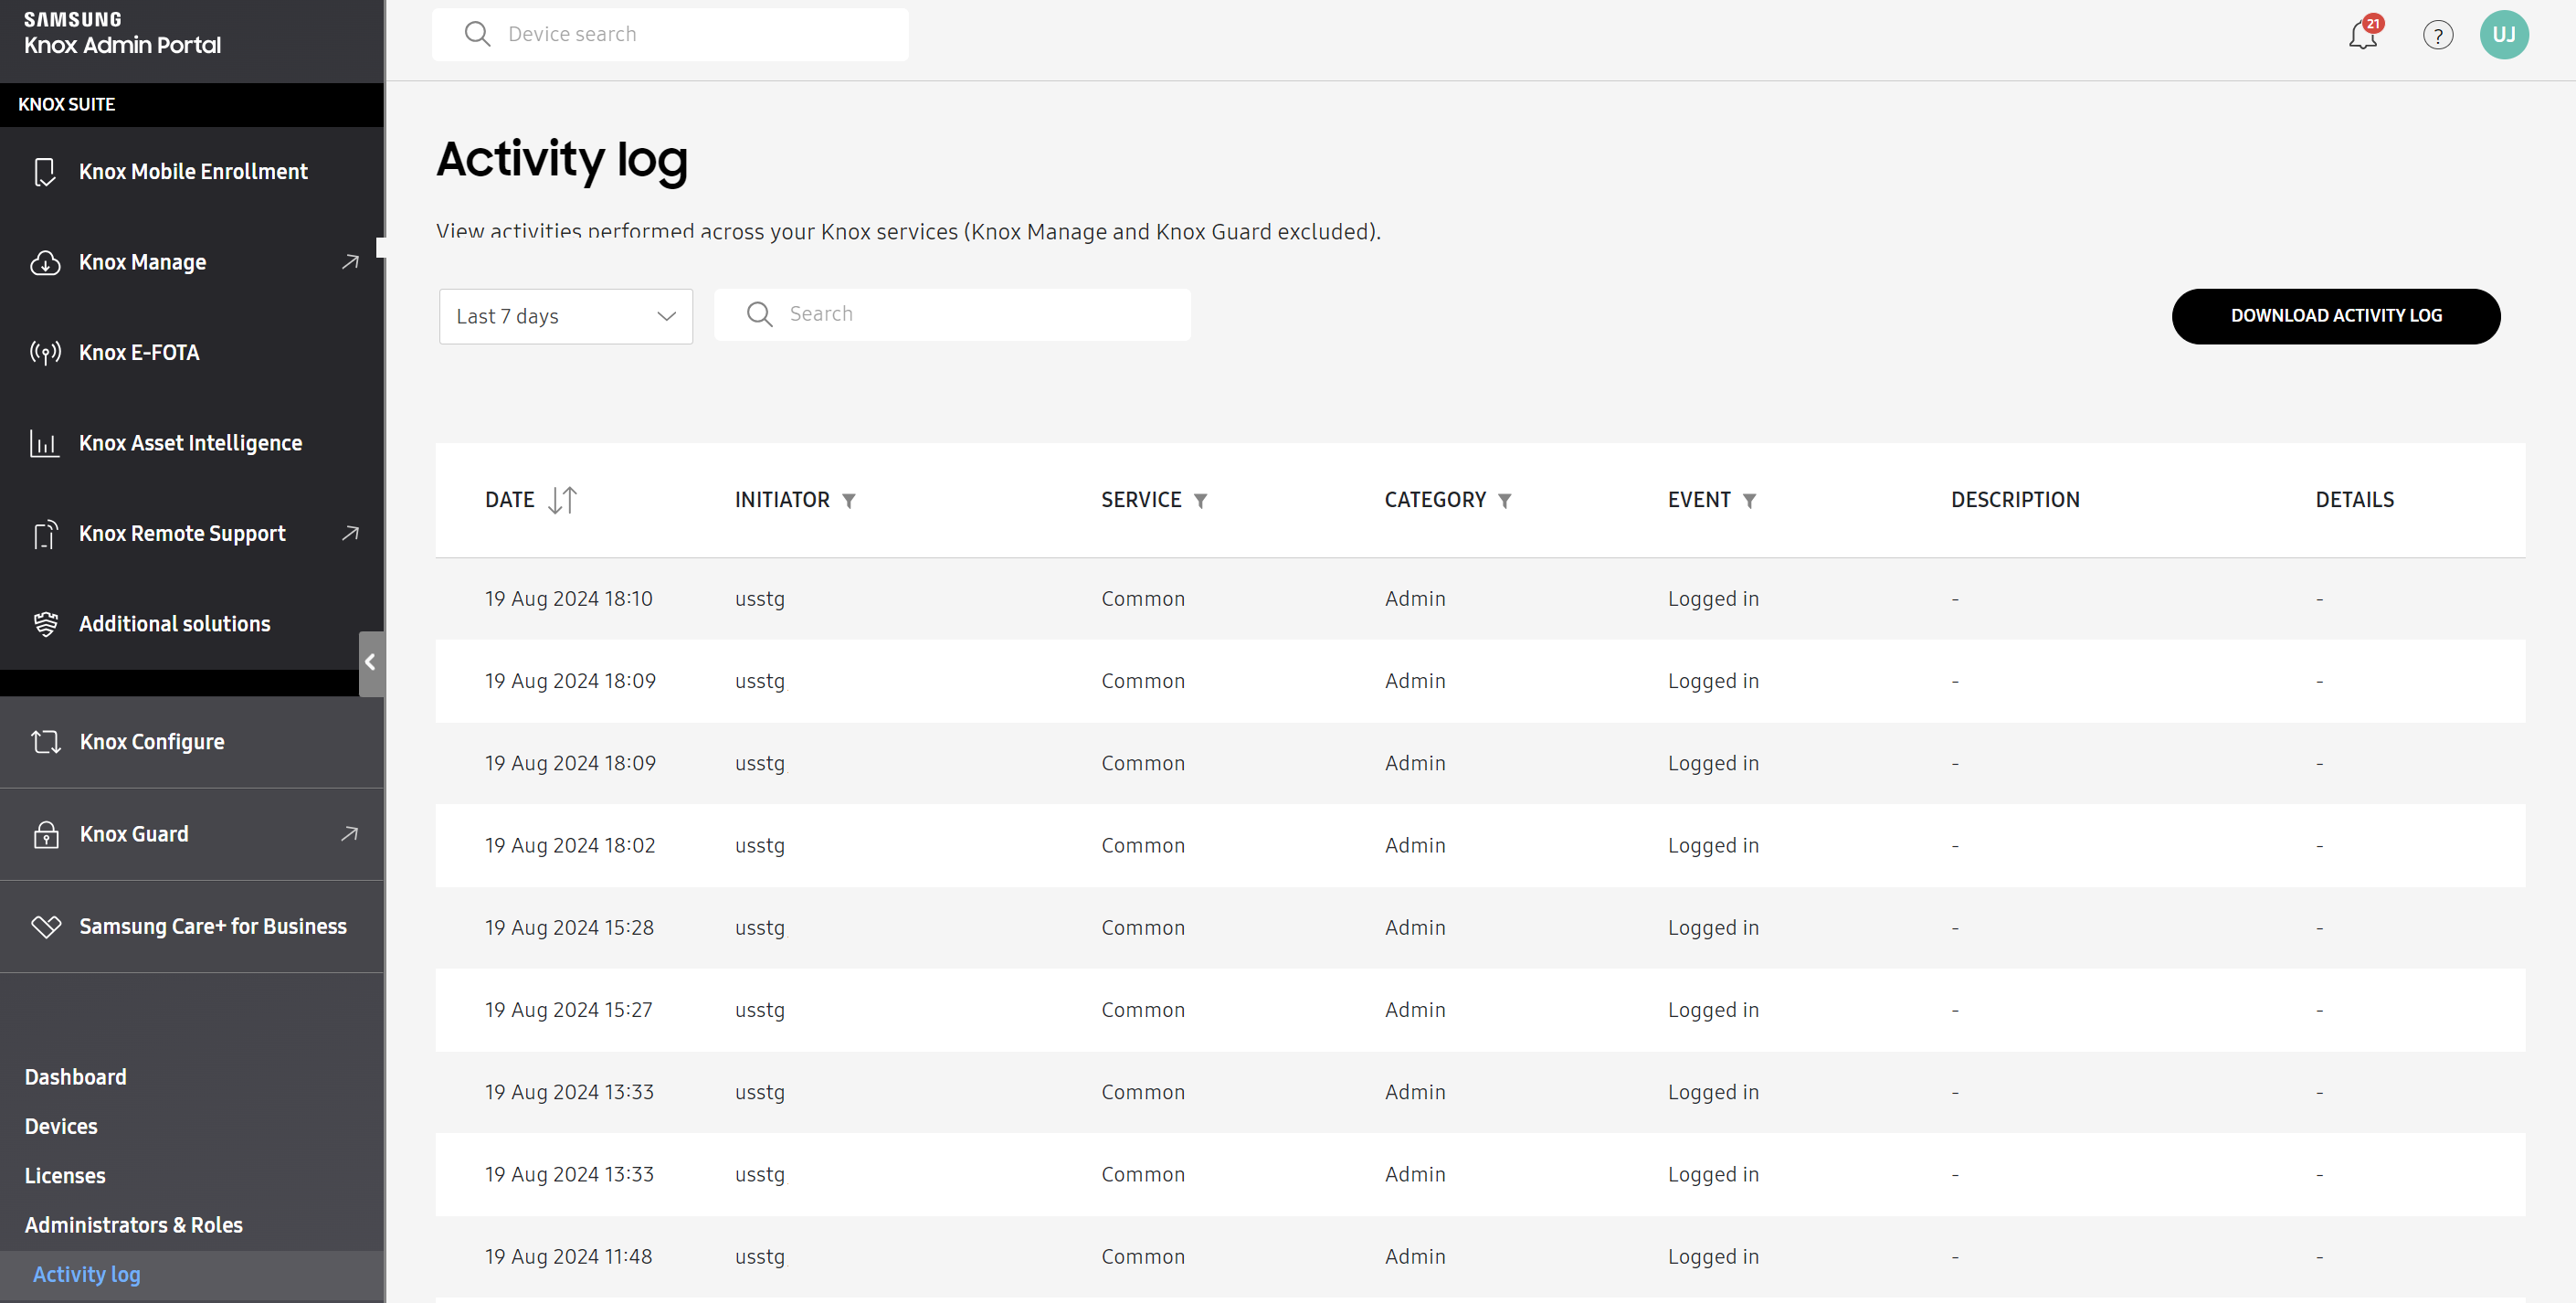 SAMSUNG
Knox Admin Portal
KNOX SUITE
Knox Mobile Enrollment
Knox Manage
Knox E-FOTA
Knox Asset Intelligence
Knox Remote Support
Additional solutions
Knox Configure
Knox Guard
Samsung Care+ for Business
Dashboard
Devices
Licenses
Administrators & Roles
Activity log
Device search
21
?
UJ
Activity log
View activities performed across your Knox services (Knox Manage and Knox Guard excluded).
Last 7 days
Search
DOWNLOAD ACTIVITY LOG
DATE INITIATOR SERVICE CATEGORY EVENT DESCRIPTION DETAILS
19 Aug 2024 18:10 usstg Common Admin Logged in - -
19 Aug 2024 18:09 usstg Common Admin Logged in - -
19 Aug 2024 18:09 usstg Common Admin Logged in - -
19 Aug 2024 18:02 usstg Common Admin Logged in - -
19 Aug 2024 15:28 usstg Common Admin Logged in - -
19 Aug 2024 15:27 usstg Common Admin Logged in - -
19 Aug 2024 13:33 usstg Common Admin Logged in - -
19 Aug 2024 13:33 usstg Common Admin Logged in - -
19 Aug 2024 11:48 usstg Common Admin Logged in - -